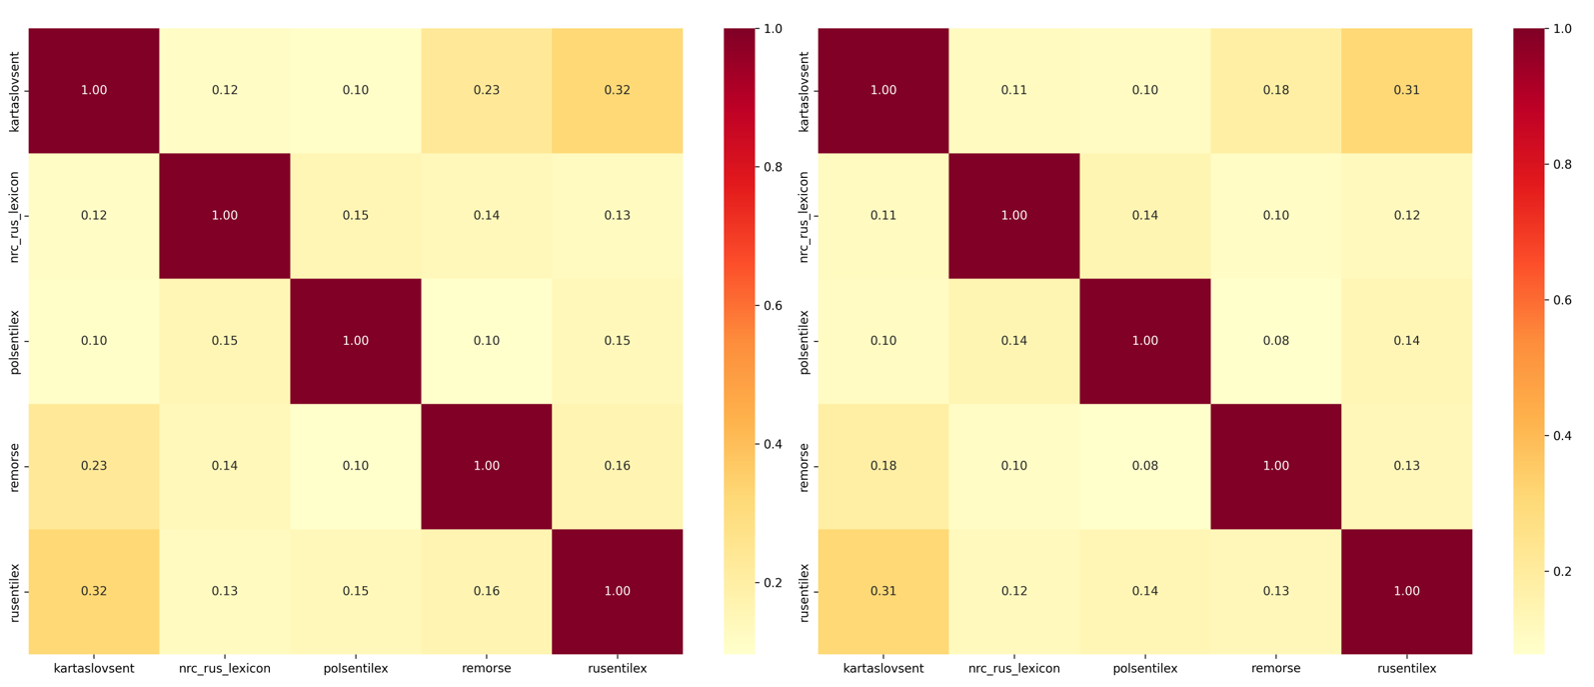 kartaslovsent 1.00 0.12 0.10 0.23 0.32
nrc_rus_lexicon 0.12 1.00 0.15 0.14 0.13
polsentilex 0.10 0.15 1.00 0.10 0.15
remorse 0.23 0.14 0.10 1.00 0.16
rusentilex 0.32 0.13 0.15 0.16 1.00
kartaslovsent nrc_rus_lexicon polsentilex remorse rusentilex
1.0
0.8
0.6
0.4
0.2
kartaslovsent 1.00 0.11 0.10 0.18 0.31
nrc_rus_lexicon 0.11 1.00 0.14 0.10 0.12
polsentilex 0.10 0.14 1.00 0.08 0.14
remorse 0.18 0.10 0.08 1.00 0.13
rusentilex 0.31 0.12 0.14 0.13 1.00
kartaslovsent nrc_rus_lexicon polsentilex remorse rusentilex
1.0
0.8
0.6
0.4
0.2